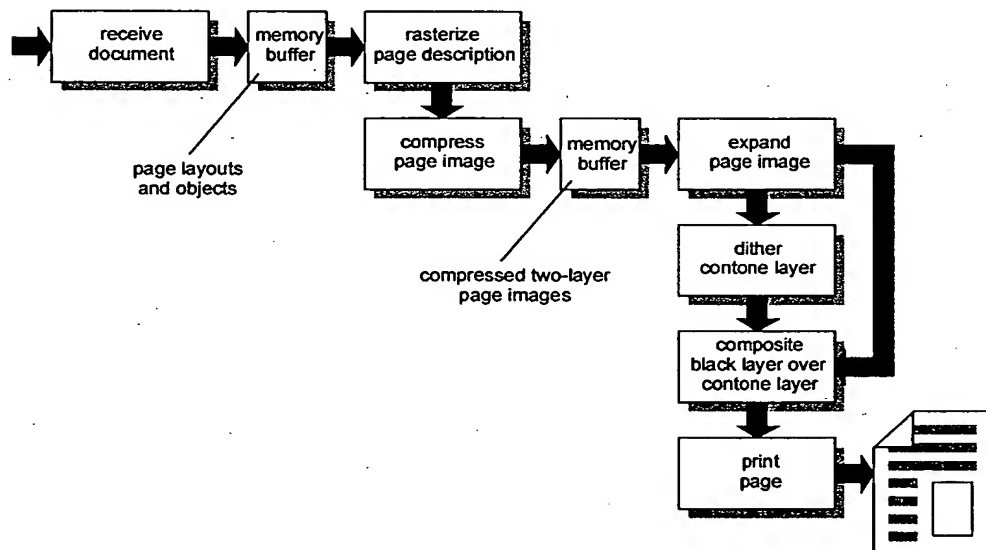 receive
document
memory
buffer
rasterize
page description
page layouts
and objects
compress
page image
memory
buffer
expand
page image
compressed two-layer
page images
dither
contone layer
composite
black layer over
contone layer
print
page